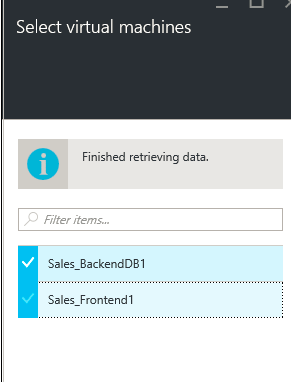 Select virtual machines
Finished retrieving data.
Filter items...
Sales_BackendDB1
Sales_Frontend1